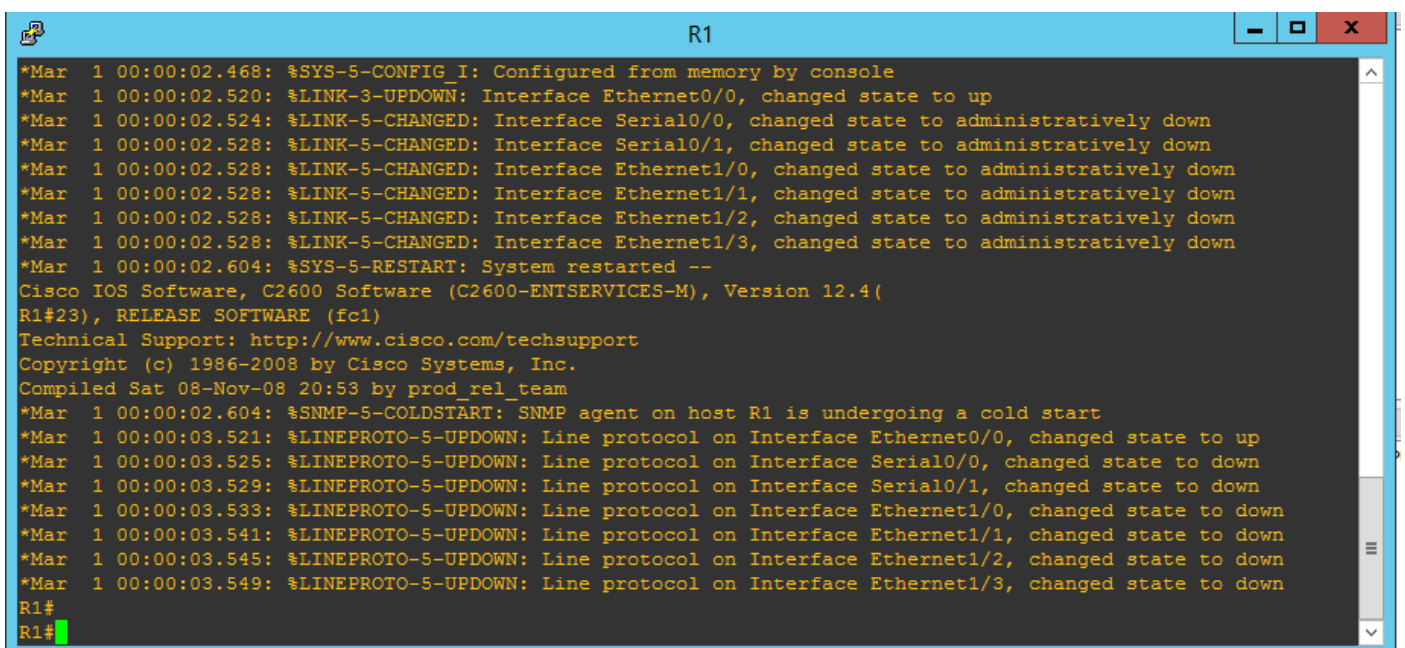 R1
*Mar  1 00:00:02.468: %SYS-5-CONFIG_I: Configured from memory by console
*Mar  1 00:00:02.520: %LINK-3-UPDOWN: Interface Ethernet0/0, changed state to up
*Mar  1 00:00:02.524: %LINK-5-CHANGED: Interface Serial0/0, changed state to administratively down
*Mar  1 00:00:02.528: %LINK-5-CHANGED: Interface Serial0/1, changed state to administratively down
*Mar  1 00:00:02.528: %LINK-5-CHANGED: Interface Ethernet1/0, changed state to administratively down
*Mar  1 00:00:02.528: %LINK-5-CHANGED: Interface Ethernet1/1, changed state to administratively down
*Mar  1 00:00:02.528: %LINK-5-CHANGED: Interface Ethernet1/2, changed state to administratively down
*Mar  1 00:00:02.528: %LINK-5-CHANGED: Interface Ethernet1/3, changed state to administratively down
*Mar  1 00:00:02.604: %SYS-5-RESTART: System restarted --
Cisco IOS Software, C2600 Software (C2600-ENTSERVICES-M), Version 12.4(
R1#23), RELEASE SOFTWARE (fc1)
Technical Support: http://www.cisco.com/techsupport
Copyright (c) 1986-2008 by Cisco Systems, Inc.
Compiled Sat 08-Nov-08 20:53 by prod_rel_team
*Mar  1 00:00:02.604: %SNMP-5-COLDSTART: SNMP agent on host R1 is undergoing a cold start
*Mar  1 00:00:03.521: %LINEPROTO-5-UPDOWN: Line protocol on Interface Ethernet0/0, changed state to up
*Mar  1 00:00:03.525: %LINEPROTO-5-UPDOWN: Line protocol on Interface Serial0/0, changed state to down
*Mar  1 00:00:03.529: %LINEPROTO-5-UPDOWN: Line protocol on Interface Serial0/1, changed state to down
*Mar  1 00:00:03.533: %LINEPROTO-5-UPDOWN: Line protocol on Interface Ethernet1/0, changed state to down
*Mar  1 00:00:03.541: %LINEPROTO-5-UPDOWN: Line protocol on Interface Ethernet1/1, changed state to down
*Mar  1 00:00:03.545: %LINEPROTO-5-UPDOWN: Line protocol on Interface Ethernet1/2, changed state to down
*Mar  1 00:00:03.549: %LINEPROTO-5-UPDOWN: Line protocol on Interface Ethernet1/3, changed state to down
R1#
R1#